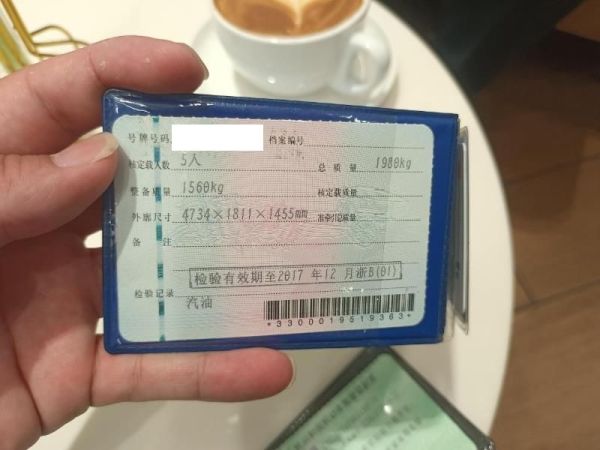 号牌号码 档案编号
核定载人数 5人 总质量 1980kg
整备质量 1560kg 核定载质量
外廓尺寸 4734×1811×1455mm 准牵引总质量
备注
检验有效期至2017年12月浙B(01)
检验记录
汽油
*3300019519363*